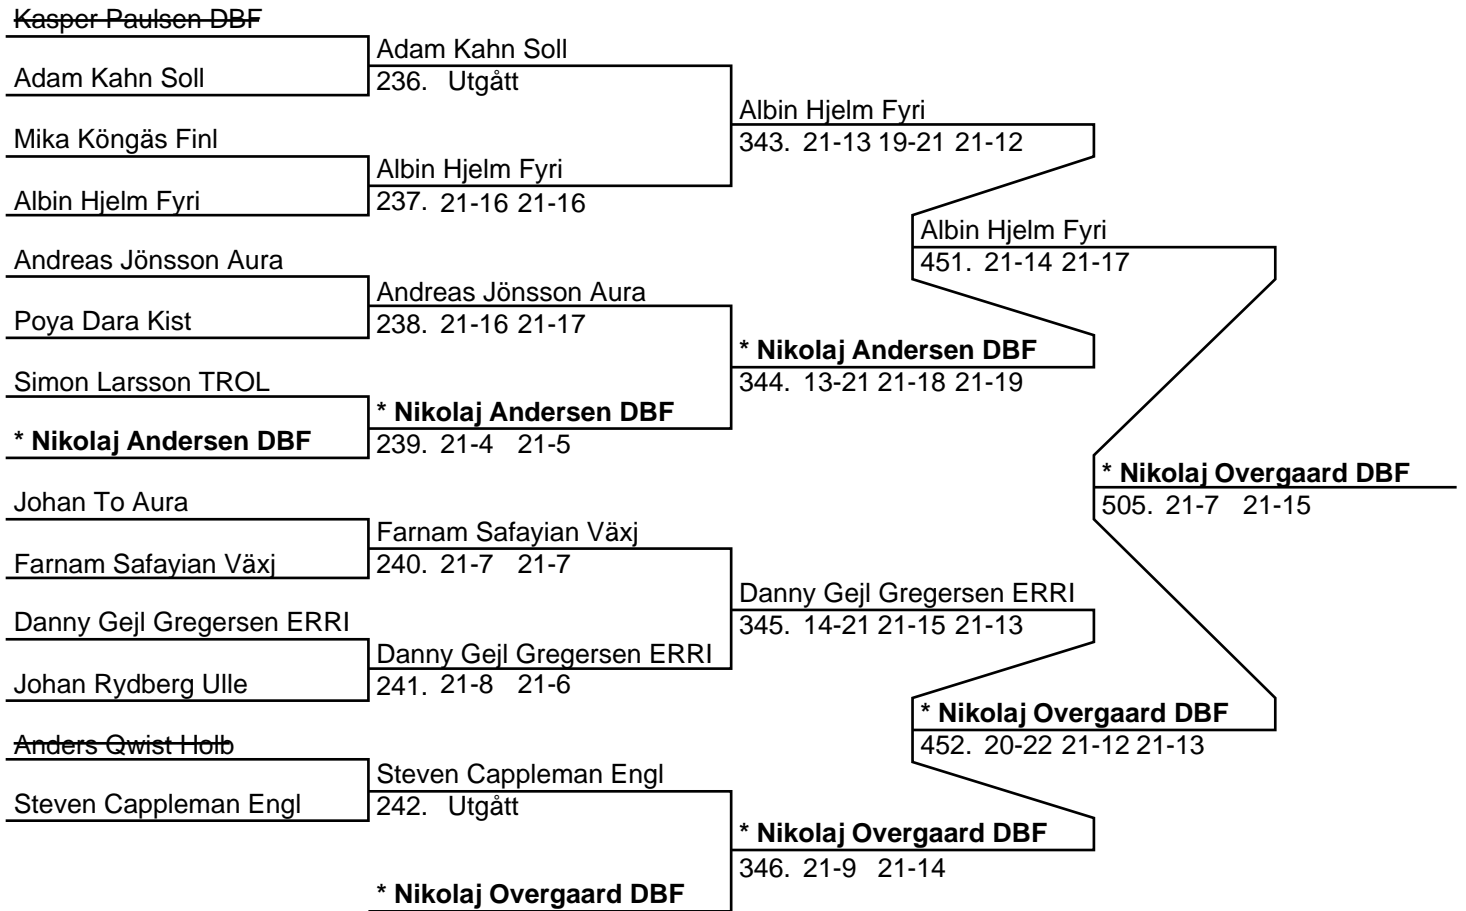 Kasper Paulsen DBF
Adam Kahn Soll
Adam Kahn Soll
236. Utgått
Albin Hjelm Fyri
343. 21-13 19-21 21-12
Mika Köngäs Finl
Albin Hjelm Fyri
Albin Hjelm Fyri
237. 21-16 21-16
Albin Hjelm Fyri
451. 21-14 21-17
Andreas Jönsson Aura
Andreas Jönsson Aura
Poya Dara Kist
238. 21-16 21-17
* Nikolaj Andersen DBF
344. 13-21 21-18 21-19
Simon Larsson TROL
* Nikolaj Andersen DBF
* Nikolaj Andersen DBF
239. 21-4 21-5
* Nikolaj Overgaard DBF
505. 21-7 21-15
Johan To Aura
Farnam Safayian Växj
Farnam Safayian Växj
240. 21-7 21-7
Danny Gejl Gregersen ERRI
345. 14-21 21-15 21-13
Danny Gejl Gregersen ERRI
Danny Gejl Gregersen ERRI
Johan Rydberg Ulle
241. 21-8 21-6
* Nikolaj Overgaard DBF
452. 20-22 21-12 21-13
Anders Qwist Holb
Steven Cappleman Engl
Steven Cappleman Engl
242. Utgått
* Nikolaj Overgaard DBF
346. 21-9 21-14
* Nikolaj Overgaard DBF